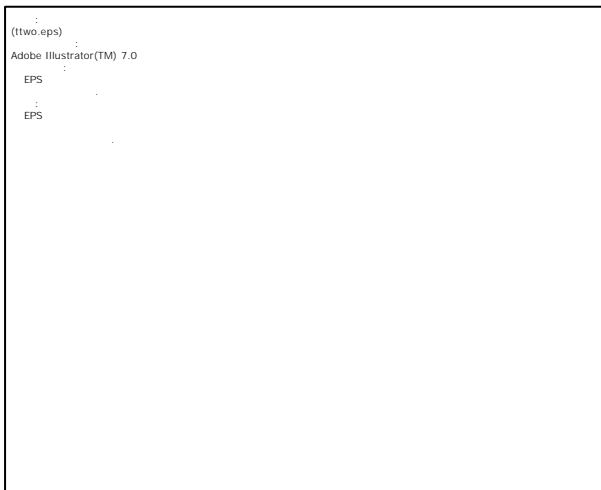 :
(ttwo.eps)
:
Adobe Illustrator(TM) 7.0
:
EPS
.
:
EPS
.